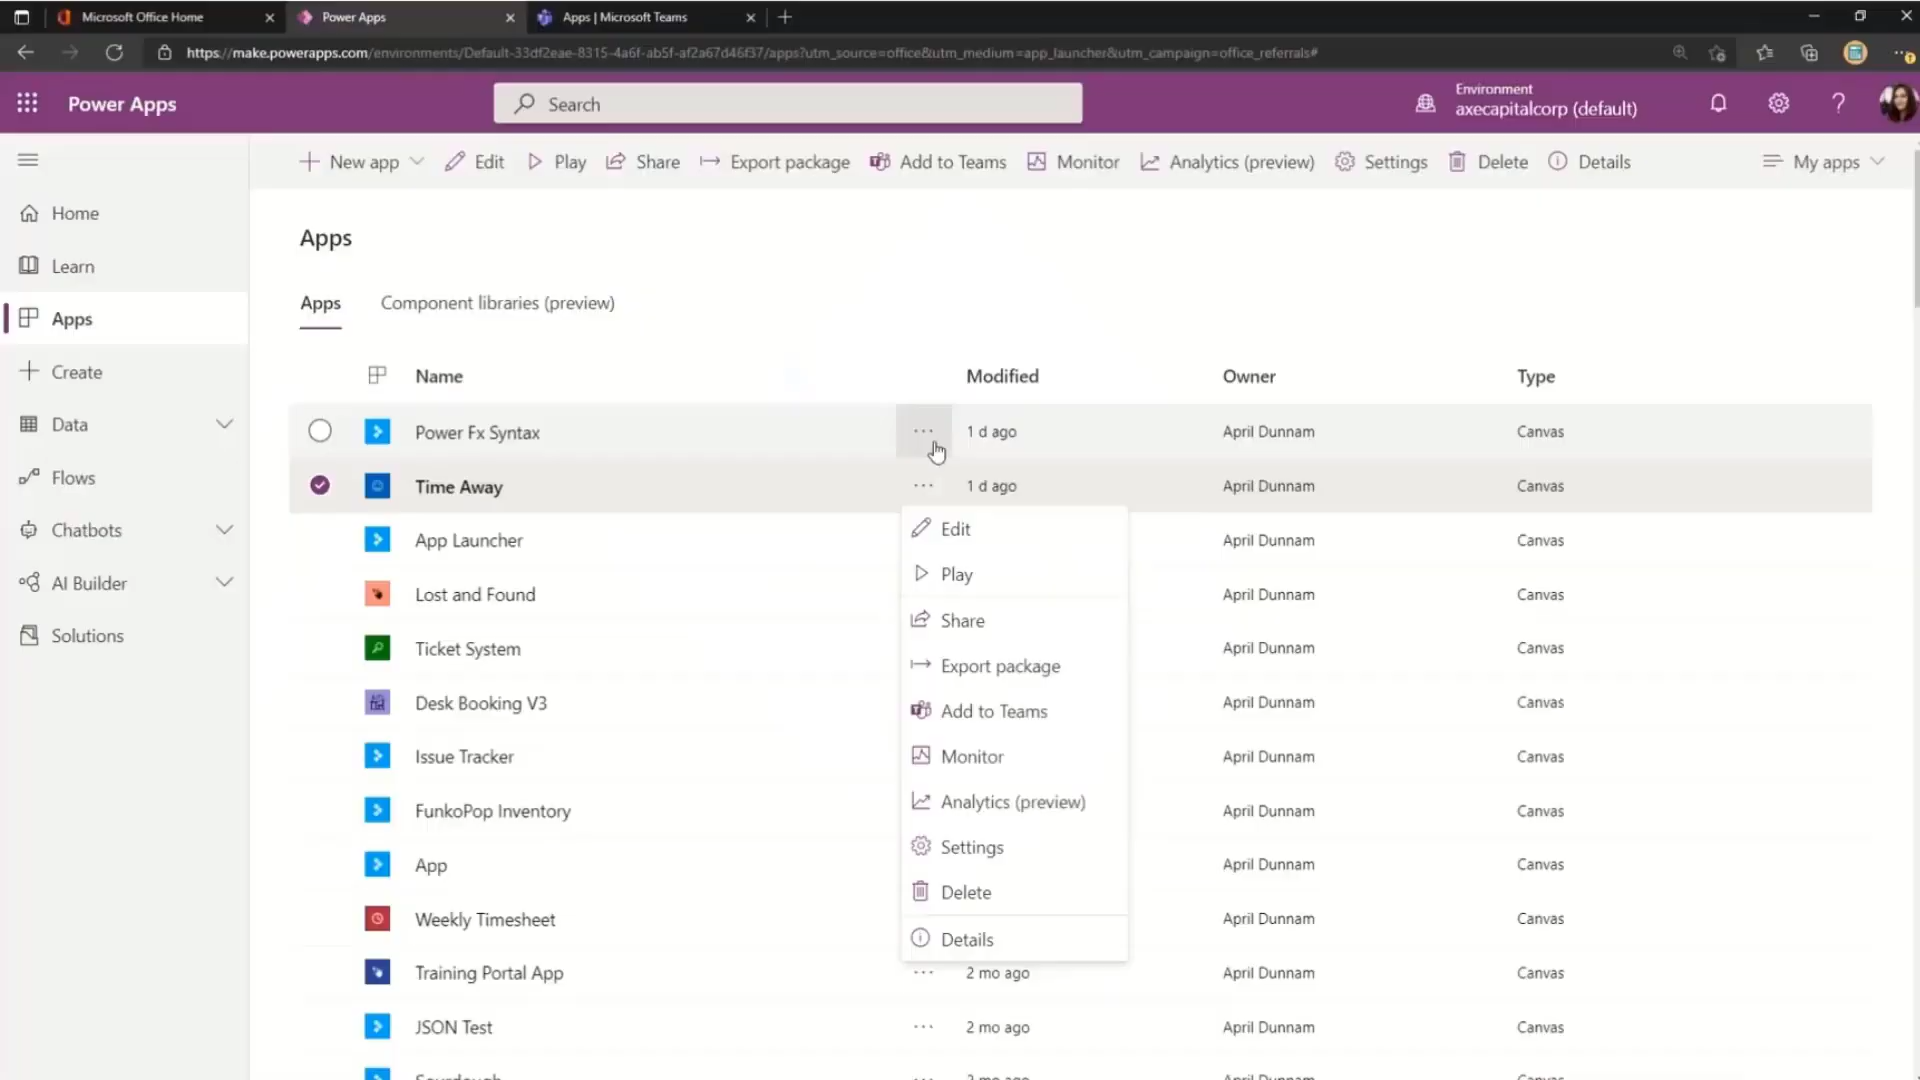 Microsoft Office Home
Power Apps
Apps | Microsoft Teams
https://make.powerapps.com/environments/Default-33df2eae-8315-4a6f-ab5f-af2a67d46f37/apps?utm_source=office&utm_medium=app_launcher&utm_campaign=office_referrals#
Power Apps
Search
Environment
axecapitalcorp (default)
New app
Edit
Play
Share
Export package
Add to Teams
Monitor
Analytics (preview)
Settings
Delete
Details
My apps
Home
Learn
Apps
Create
Data
Flows
Chatbots
AI Builder
Solutions
Apps
Apps
Component libraries (preview)
Name Modified Owner Type
Power Fx Syntax ... 1 d ago April Dunnam Canvas
Time Away ... 1 d ago April Dunnam Canvas
App Launcher April Dunnam Canvas
Lost and Found April Dunnam Canvas
Ticket System April Dunnam Canvas
Desk Booking V3 April Dunnam Canvas
Issue Tracker April Dunnam Canvas
FunkoPop Inventory April Dunnam Canvas
App April Dunnam Canvas
Weekly Timesheet April Dunnam Canvas
Training Portal App ... 2 mo ago April Dunnam Canvas
JSON Test ... 2 mo ago April Dunnam Canvas
Sourdough ... 2 mo ago April Dunnam Canvas
Edit
Play
Share
Export package
Add to Teams
Monitor
Analytics (preview)
Settings
Delete
Details